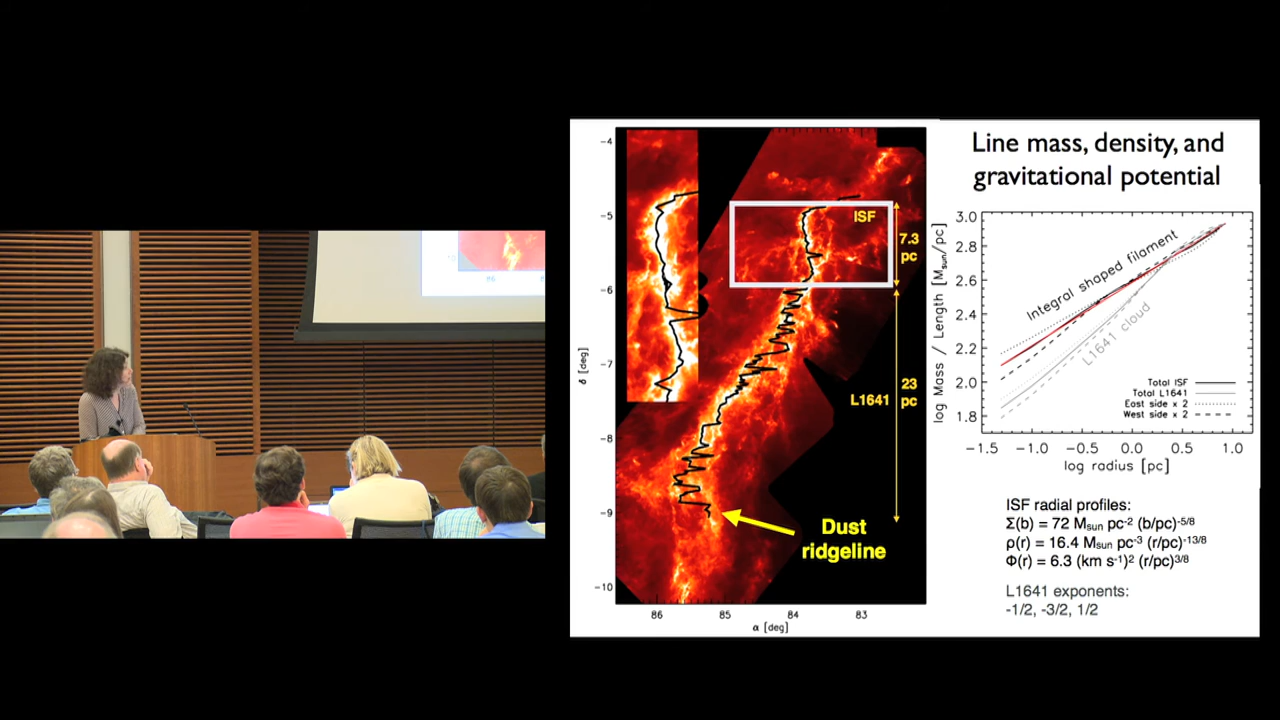 Line mass, density, and
gravitational potential
−4
−5
−6
−7
−8
−9
−10
δ [deg]
86
85
84
83
α [deg]
ISF
7.3
pc
L1641
23
pc
Dust
ridgeline
3.0
2.8
2.6
2.4
2.2
2.0
1.8
log Mass / Length [Msun/pc]
Integral shaped filament
L1641 cloud
Total ISF
Total L1641
East side x 2
West side x 2
−1.5
−1.0
−0.5
0.0
0.5
1.0
log radius [pc]
ISF radial profiles:
Σ(b) = 72 Msun pc-2 (b/pc)-5/8
ρ(r) = 16.4 Msun pc-3 (r/pc)-13/8
Φ(r) = 6.3 (km s-1)2 (r/pc)3/8
L1641 exponents:
-1/2, -3/2, 1/2
86